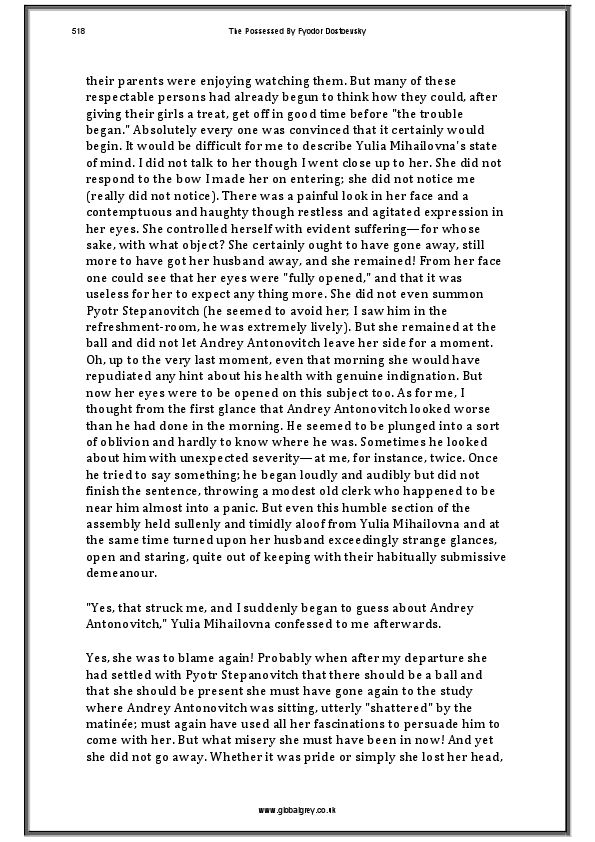 518
The Possessed By Fyodor Dostoevsky
their parents were enjoying watching them. But many of these
respectable persons had already begun to think how they could, after
giving their girls a treat, get off in good time before "the trouble
began." Absolutely every one was convinced that it certainly would
begin. It would be difficult for me to describe Yulia Mihailovna's state
of mind. I did not talk to her though I went close up to her. She did not
respond to the bow I made her on entering; she did not notice me
(really did not notice). There was a painful look in her face and a
contemptuous and haughty though restless and agitated expression in
her eyes. She controlled herself with evident suffering—for whose
sake, with what object? She certainly ought to have gone away, still
more to have got her husband away, and she remained! From her face
one could see that her eyes were "fully opened," and that it was
useless for her to expect any thing more. She did not even summon
Pyotr Stepanovitch (he seemed to avoid her; I saw him in the
refreshment-room, he was extremely lively). But she remained at the
ball and did not let Andrey Antonovitch leave her side for a moment.
Oh, up to the very last moment, even that morning she would have
repudiated any hint about his health with genuine indignation. But
now her eyes were to be opened on this subject too. As for me, I
thought from the first glance that Andrey Antonovitch looked worse
than he had done in the morning. He seemed to be plunged into a sort
of oblivion and hardly to know where he was. Sometimes he looked
about him with unexpected severity—at me, for instance, twice. Once
he tried to say something; he began loudly and audibly but did not
finish the sentence, throwing a modest old clerk who happened to be
near him almost into a panic. But even this humble section of the
assembly held sullenly and timidly aloof from Yulia Mihailovna and at
the same time turned upon her husband exceedingly strange glances,
open and staring, quite out of keeping with their habitually submissive
demeanour.
"Yes, that struck me, and I suddenly began to guess about Andrey
Antonovitch," Yulia Mihailovna confessed to me afterwards.
Yes, she was to blame again! Probably when after my departure she
had settled with Pyotr Stepanovitch that there should be a ball and
that she should be present she must have gone again to the study
where Andrey Antonovitch was sitting, utterly "shattered" by the
matinée; must again have used all her fascinations to persuade him to
come with her. But what misery she must have been in now! And yet
she did not go away. Whether it was pride or simply she lost her head,
www.globalgrey.co.uk